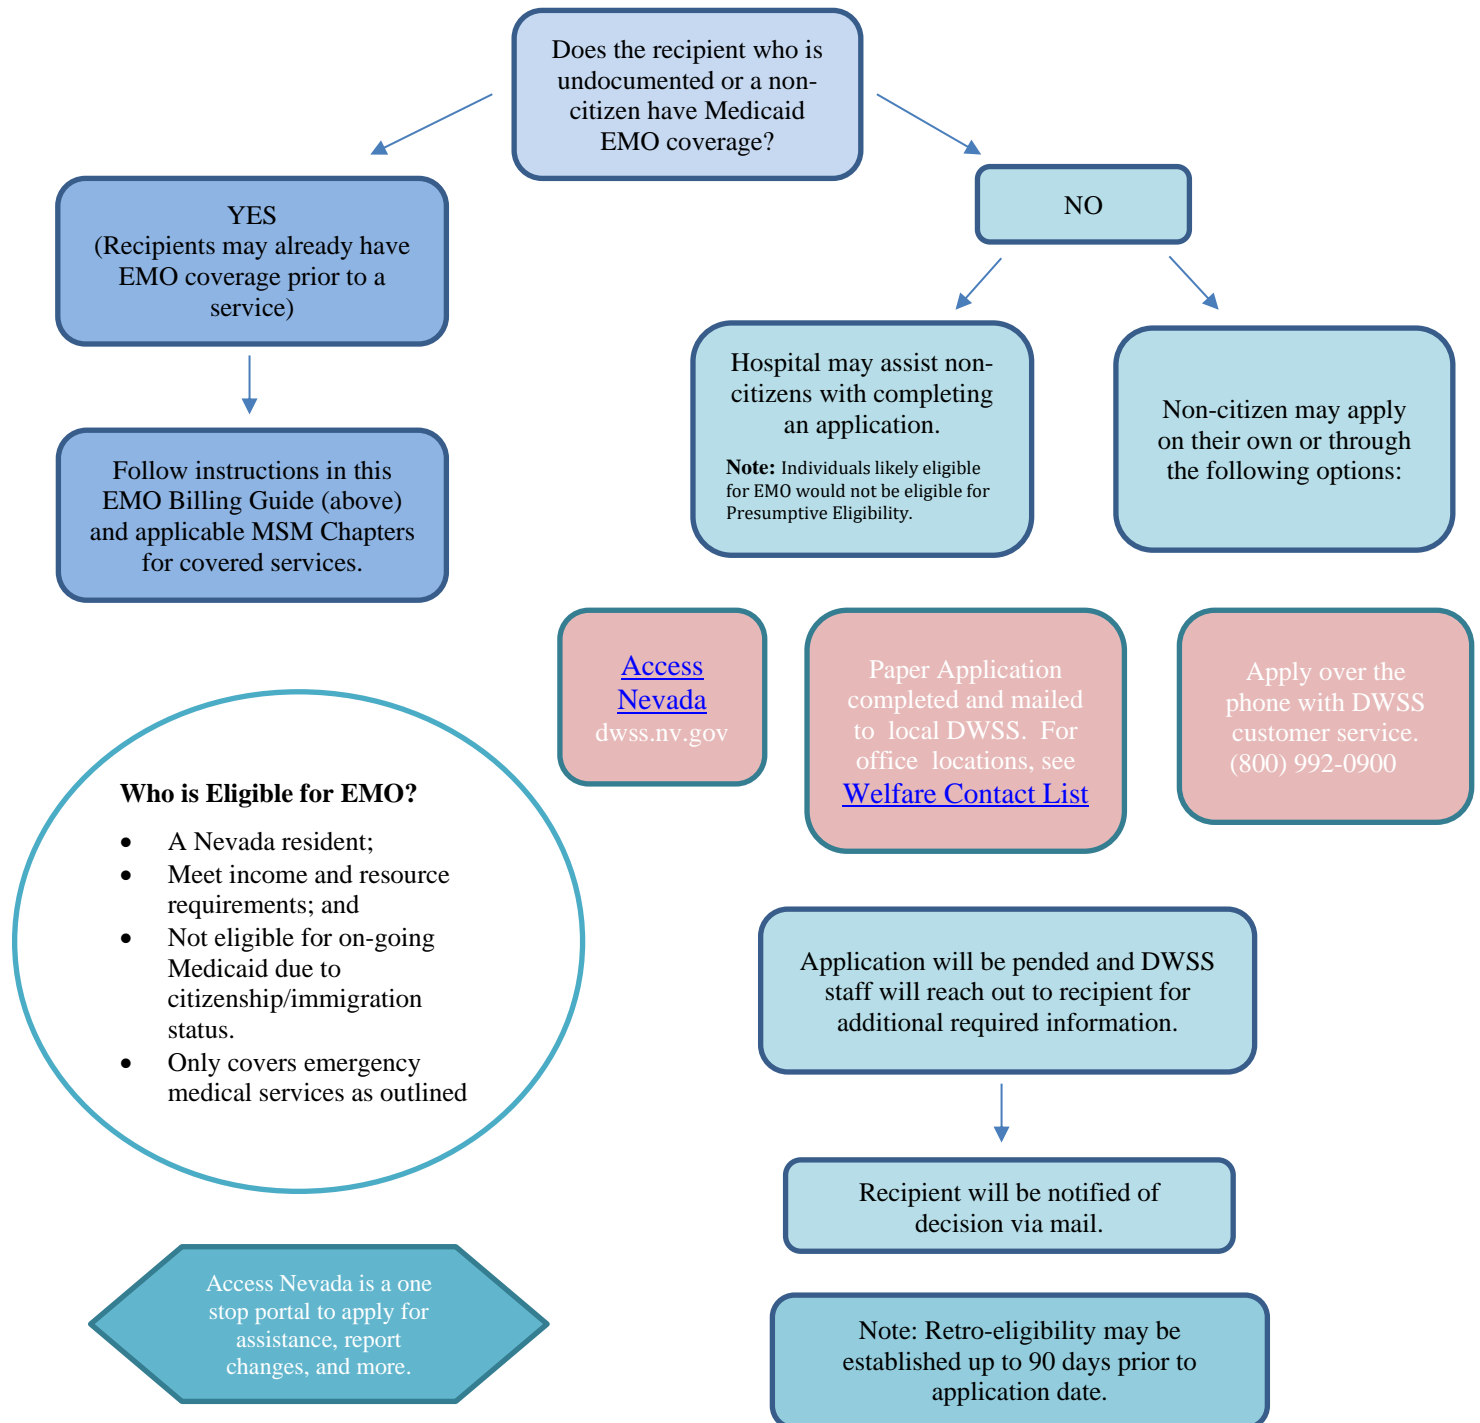 Does the recipient who is
undocumented or a non-
citizen have Medicaid
EMO coverage?
YES
(Recipients may already have
EMO coverage prior to a
service)
NO
Follow instructions in this
EMO Billing Guide (above)
and applicable MSM Chapters
for covered services.
Hospital may assist non-
citizens with completing
an application.
Note: Individuals likely eligible
for EMO would not be eligible for
Presumptive Eligibility.
Non-citizen may apply
on their own or through
the following options:
Access
Nevada
dwss.nv.gov
Paper Application
completed and mailed
to local DWSS. For
office locations, see
Welfare Contact List
Apply over the
phone with DWSS
customer service.
(800) 992-0900
Who is Eligible for EMO?
• A Nevada resident;
• Meet income and resource
requirements; and
• Not eligible for on-going
Medicaid due to
citizenship/immigration
status.
• Only covers emergency
medical services as outlined
Application will be pended and DWSS
staff will reach out to recipient for
additional required information.
Recipient will be notified of
decision via mail.
Access Nevada is a one
stop portal to apply for
assistance, report
changes, and more.
Note: Retro-eligibility may be
established up to 90 days prior to
application date.